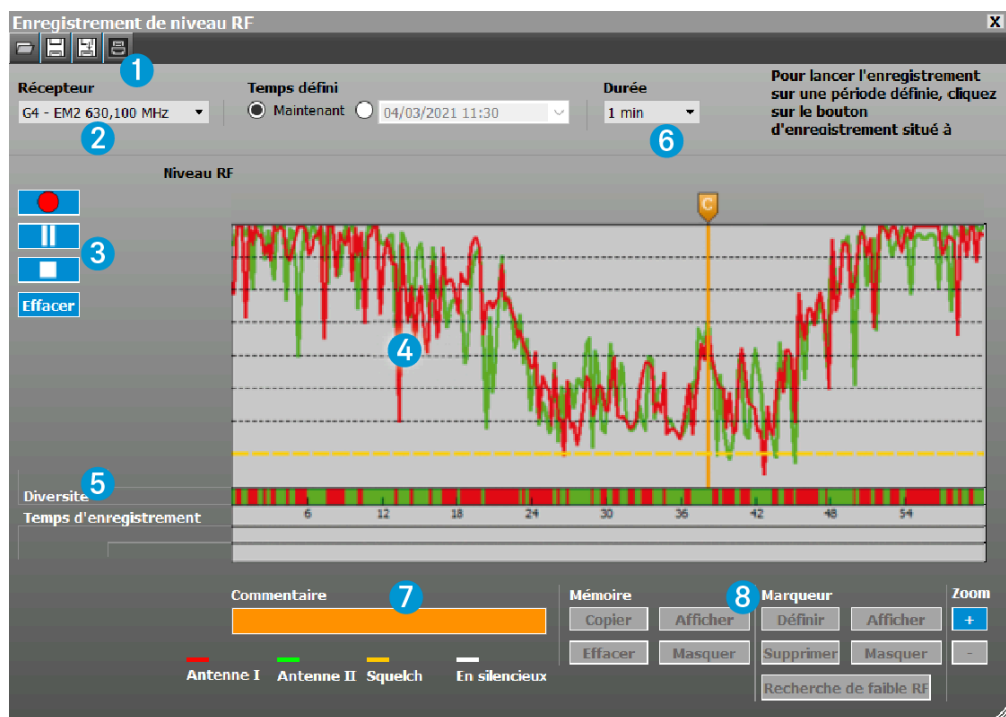 Enregistrement de niveau RF X
1
Récepteur Temps défini Durée
G4 - EM2 630,100 MHz Maintenant 04/03/2021 11:30 1 min
Pour lancer l'enregistrement
sur une période définie, cliquez
sur le bouton
d'enregistrement situé à
2
6
Niveau RF
C
3
Effacer
4
5
Diversité
Temps d'enregistrement
6 12 18 24 30 36 42 48 54
Commentaire 7 Mémoire 8 Marqueur Zoom
Copier Afficher Définir Afficher +
Effacer Masquer Supprimer Masquer -
Antenne I Antenne II Squelch En silencieux
Recherche de faible RF